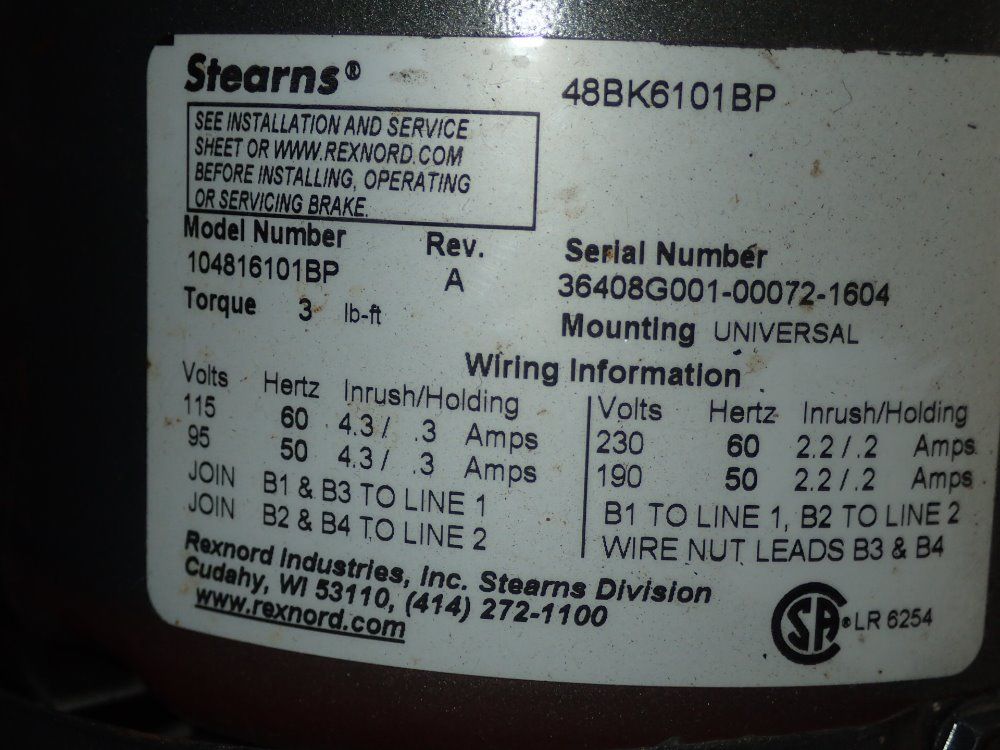 Stearns®
48BK6101BP
SEE INSTALLATION AND SERVICE
SHEET OR WWW.REXNORD.COM
BEFORE INSTALLING, OPERATING
OR SERVICING BRAKE.
Model Number Rev. Serial Number
104816101BP A 36408G001-00072-1604
Torque 3 lb-ft Mounting UNIVERSAL
Wiring Information
Volts Hertz Inrush/Holding
115 60 4.3 / .3 Amps
95 50 4.3 / .3 Amps
JOIN B1 & B3 TO LINE 1
JOIN B2 & B4 TO LINE 2
Volts Hertz Inrush/Holding
230 60 2.2 / .2 Amps
190 50 2.2 / .2 Amps
B1 TO LINE 1, B2 TO LINE 2
WIRE NUT LEADS B3 & B4
Rexnord Industries, Inc. Stearns Division
Cudahy, WI 53110, (414) 272-1100
www.rexnord.com
SA® LR 6254